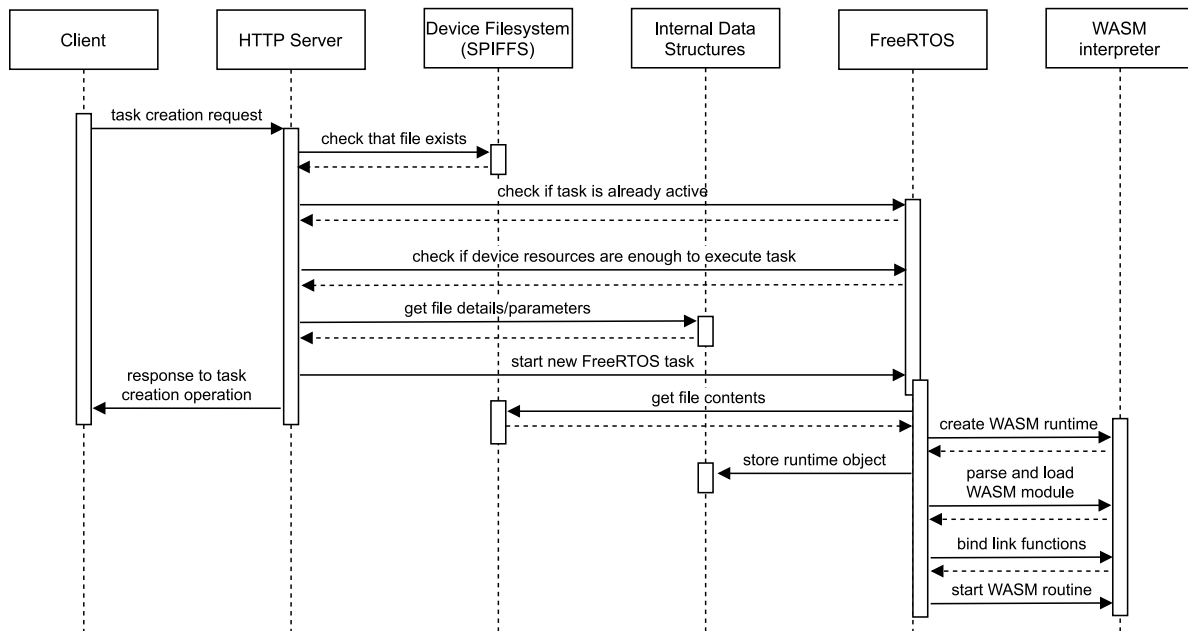 Client
HTTP Server
Device Filesystem
(SPIFFS)
Internal Data
Structures
FreeRTOS
WASM
interpreter
task creation request
check that file exists
check if task is already active
check if device resources are enough to execute task
get file details/parameters
start new FreeRTOS task
response to task
creation operation
get file contents
create WASM runtime
store runtime object
parse and load
WASM module
bind link functions
start WASM routine